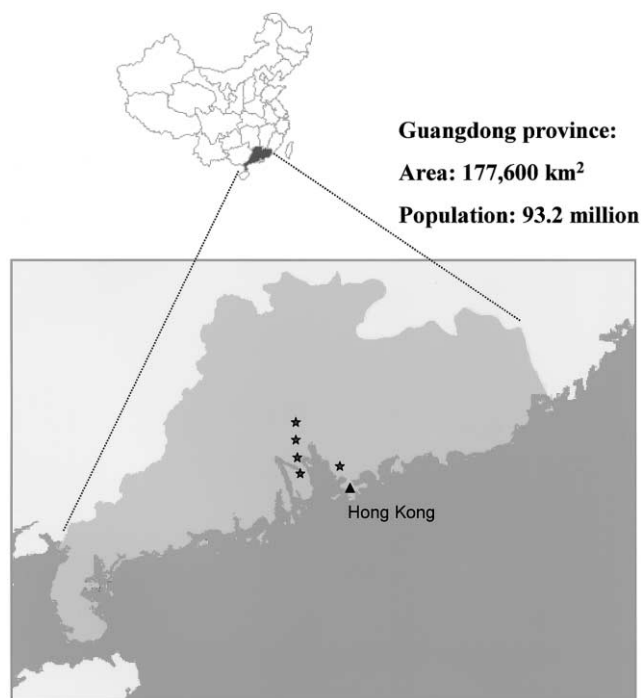 Guangdong province:
Area: 177,600 km²
Population: 93.2 million
Hong Kong